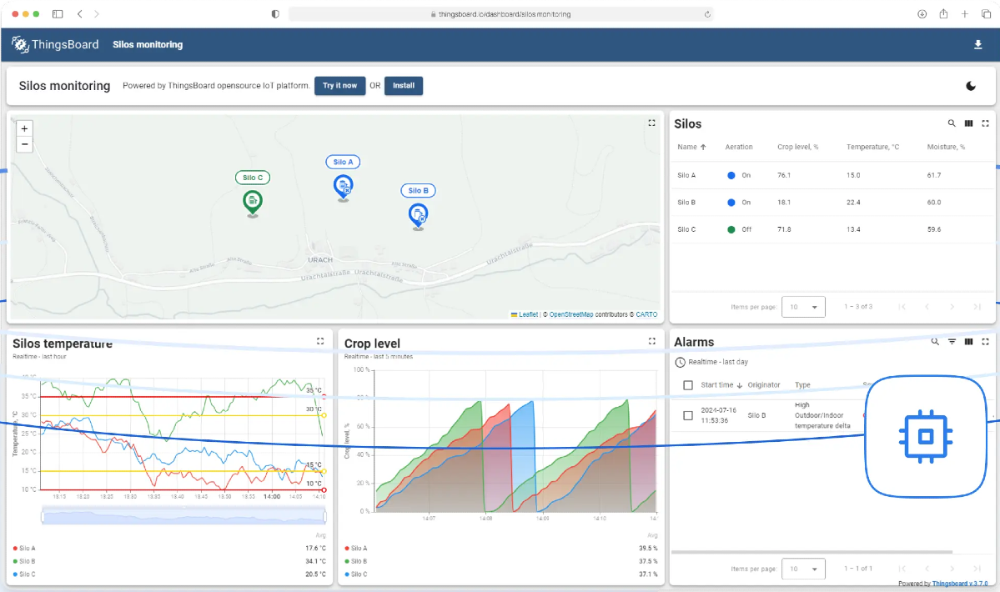 thingsboard.io/dashboard/silos monitoring
ThingsBoard
Silos monitoring
Silos monitoring
Powered by ThingsBoard opensource IoT platform.
Try it now
OR
Install
+
−
Silo A
Silo C
Silo B
URACH
Alte Straße
Alte Straße
Alte Straße
Urachtalstraße
Urachtalstraße
Urachtalstraße
Leaflet | © OpenStreetMap contributors © CARTO
Silos
Name Aeration Crop level, % Temperature, °C Moisture, %
Silo A On 76.1 15.0 61.7
Silo B On 18.1 22.4 60.0
Silo C Off 71.8 13.4 59.6
Items per page: 10 1 – 3 of 3
Silos temperature
Realtime - last hour
Temperature, °C
40 °C
35 °C
30 °C
25 °C
20 °C
15 °C
10 °C
35 °C
30 °C
15 °C
10 °C
13:15 13:20 13:25 13:30 13:35 13:40 13:45 13:50 13:55 14:00 14:05 14:10
Avg
Silo A 17.6 °C
Silo B 34.1 °C
Silo C 20.5 °C
Crop level
Realtime - last 5 minutes
Crop level, %
100 %
80 %
60 %
40 %
20 %
0 %
14:07 14:08 14:09 14:10
Avg
Silo A 39.5 %
Silo B 37.5 %
Silo C 37.1 %
Alarms
Realtime - last day
Start time Originator Type
2024-07-16
11:53:36
Silo B
High
Outdoor/Indoor
temperature delta
Items per page: 10 1 – 1 of 1
Powered by Thingsboard v.3.7.0